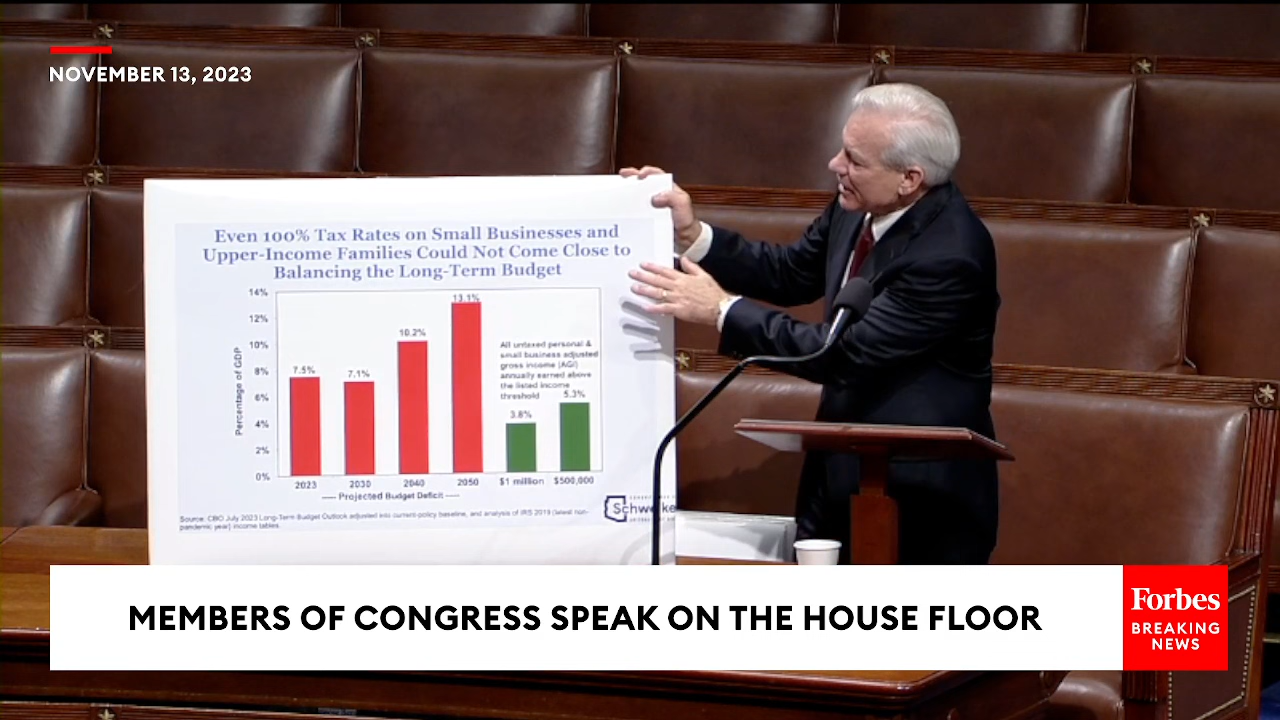 NOVEMBER 13, 2023
Even 100% Tax Rates on Small Businesses and
Upper-Income Families Could Not Come Close to
Balancing the Long-Term Budget
14%
12%
10%
8%
6%
4%
2%
0%
Percentage of GDP
7.5%
7.1%
10.2%
13.1%
All untaxed personal &
small business adjusted
gross income (AGI)
annually earned above
the listed income
threshold
3.8%
5.3%
2023 2030 2040 2050 $1 million $500,000
---- Projected Budget Deficit ----
Source: CBO July 2023 Long-Term Budget Outlook adjusted into current-policy baseline, and analysis of IRS 2019 (latest non-
pandemic year) income tables.
MEMBERS OF CONGRESS SPEAK ON THE HOUSE FLOOR
Forbes
BREAKING
NEWS